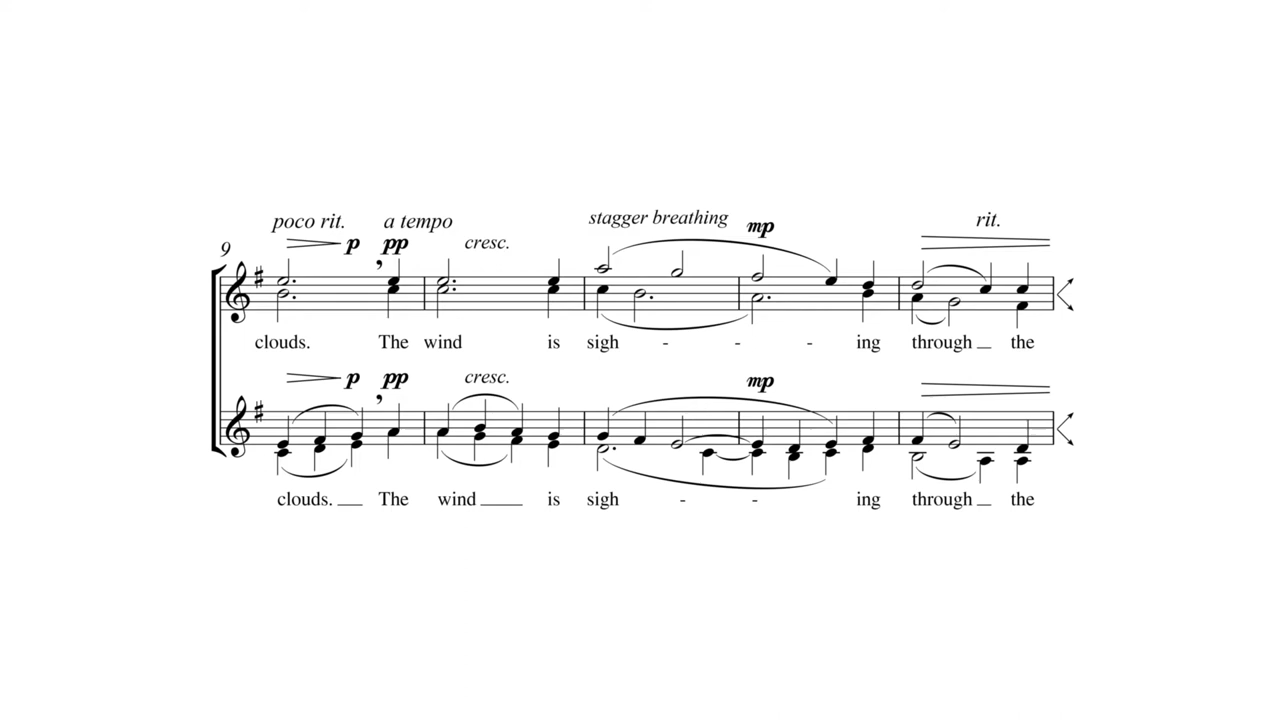 poco rit. a tempo stagger breathing rit.
9 p pp cresc. mp
clouds. The wind is sigh - - - ing through the
p pp cresc. mp
clouds. The wind is sigh - - ing through the